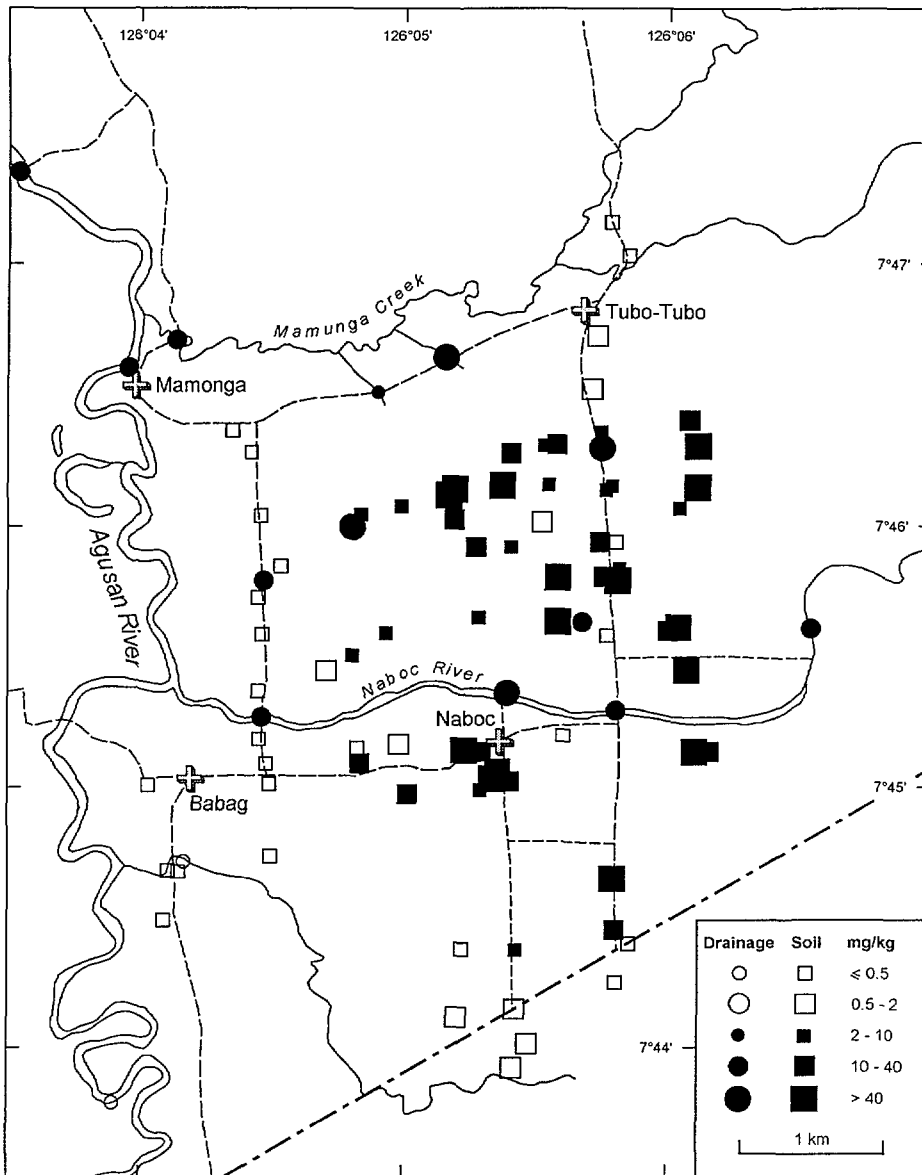 126°04' 126°05' 126°06'
7°47'
Mamunga Creek
Tubo-Tubo
Mamonga
7°46'
Agusan River
Naboc River
Naboc
7°45'
Babag
Drainage Soil mg/kg
⩽ 0.5
0.5 - 2
7°44'
2 - 10
10 - 40
> 40
1 km